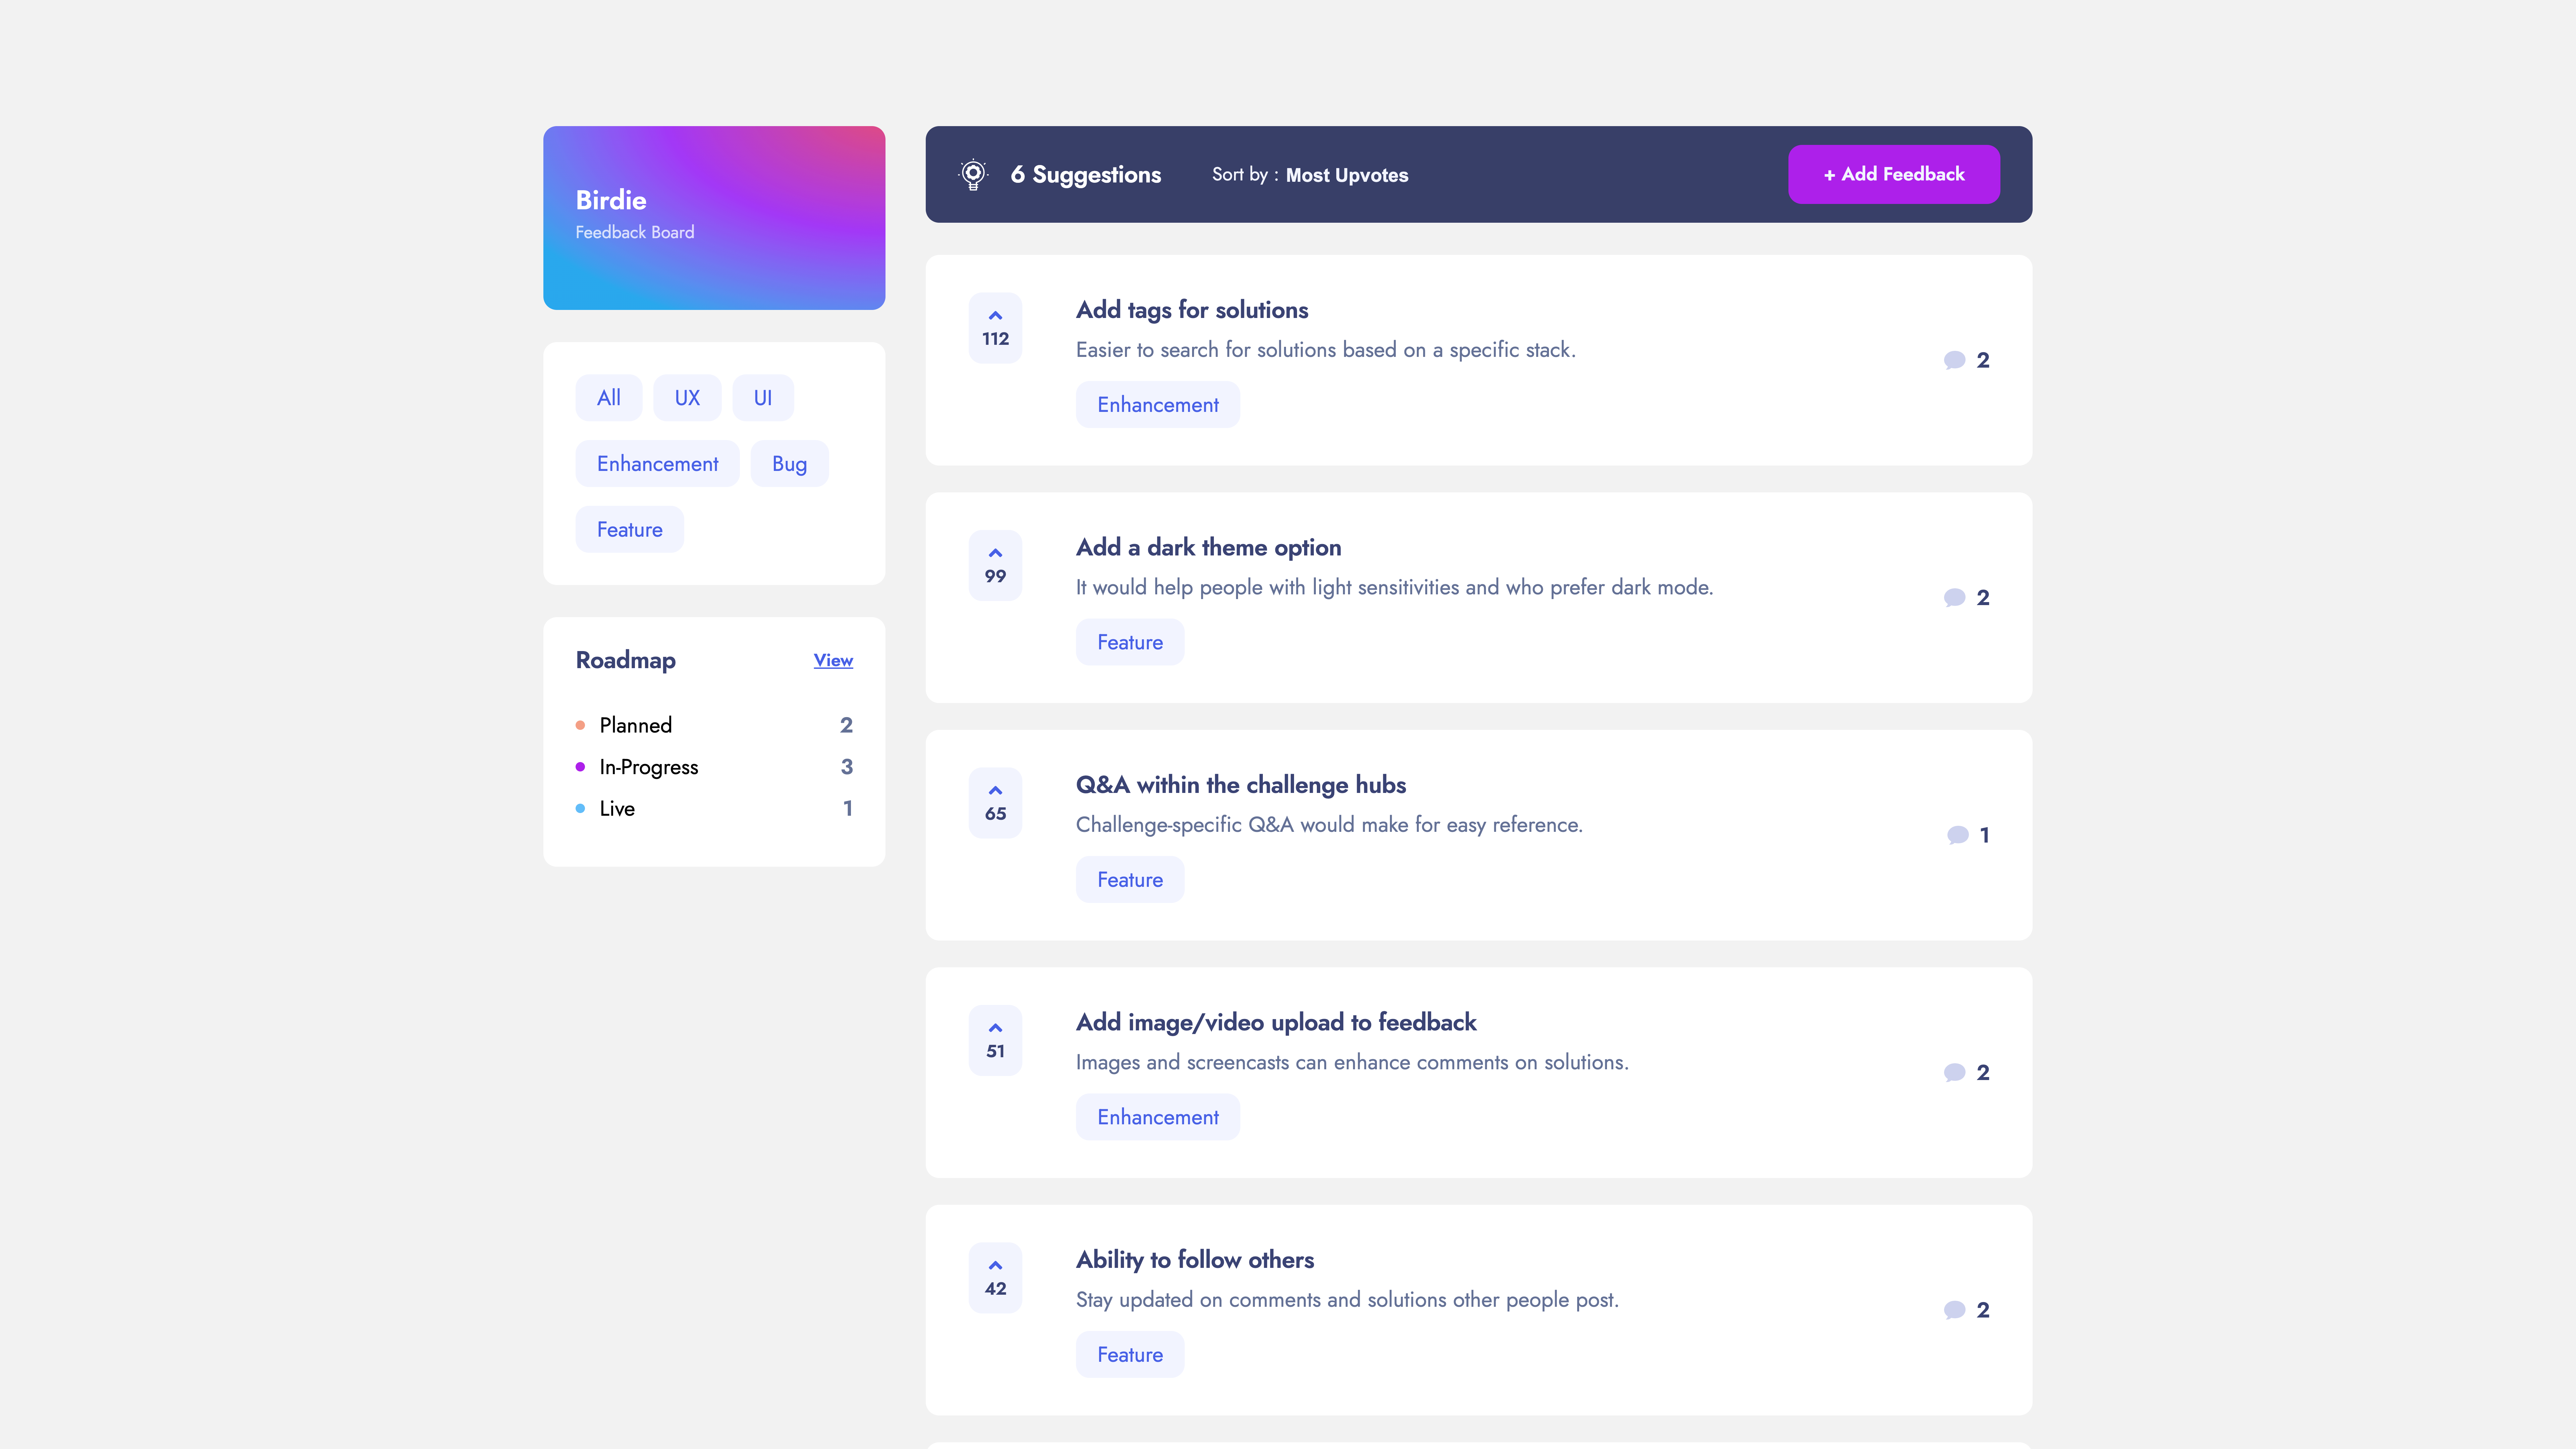 Birdie
Feedback Board
All
UX
UI
Enhancement
Bug
Feature
Roadmap
View
Planned 2
In-Progress 3
Live 1
6 Suggestions
Sort by : Most Upvotes
+ Add Feedback
112
Add tags for solutions
Easier to search for solutions based on a specific stack.
Enhancement
2
99
Add a dark theme option
It would help people with light sensitivities and who prefer dark mode.
Feature
2
65
Q&A within the challenge hubs
Challenge-specific Q&A would make for easy reference.
Feature
1
51
Add image/video upload to feedback
Images and screencasts can enhance comments on solutions.
Enhancement
2
42
Ability to follow others
Stay updated on comments and solutions other people post.
Feature
2